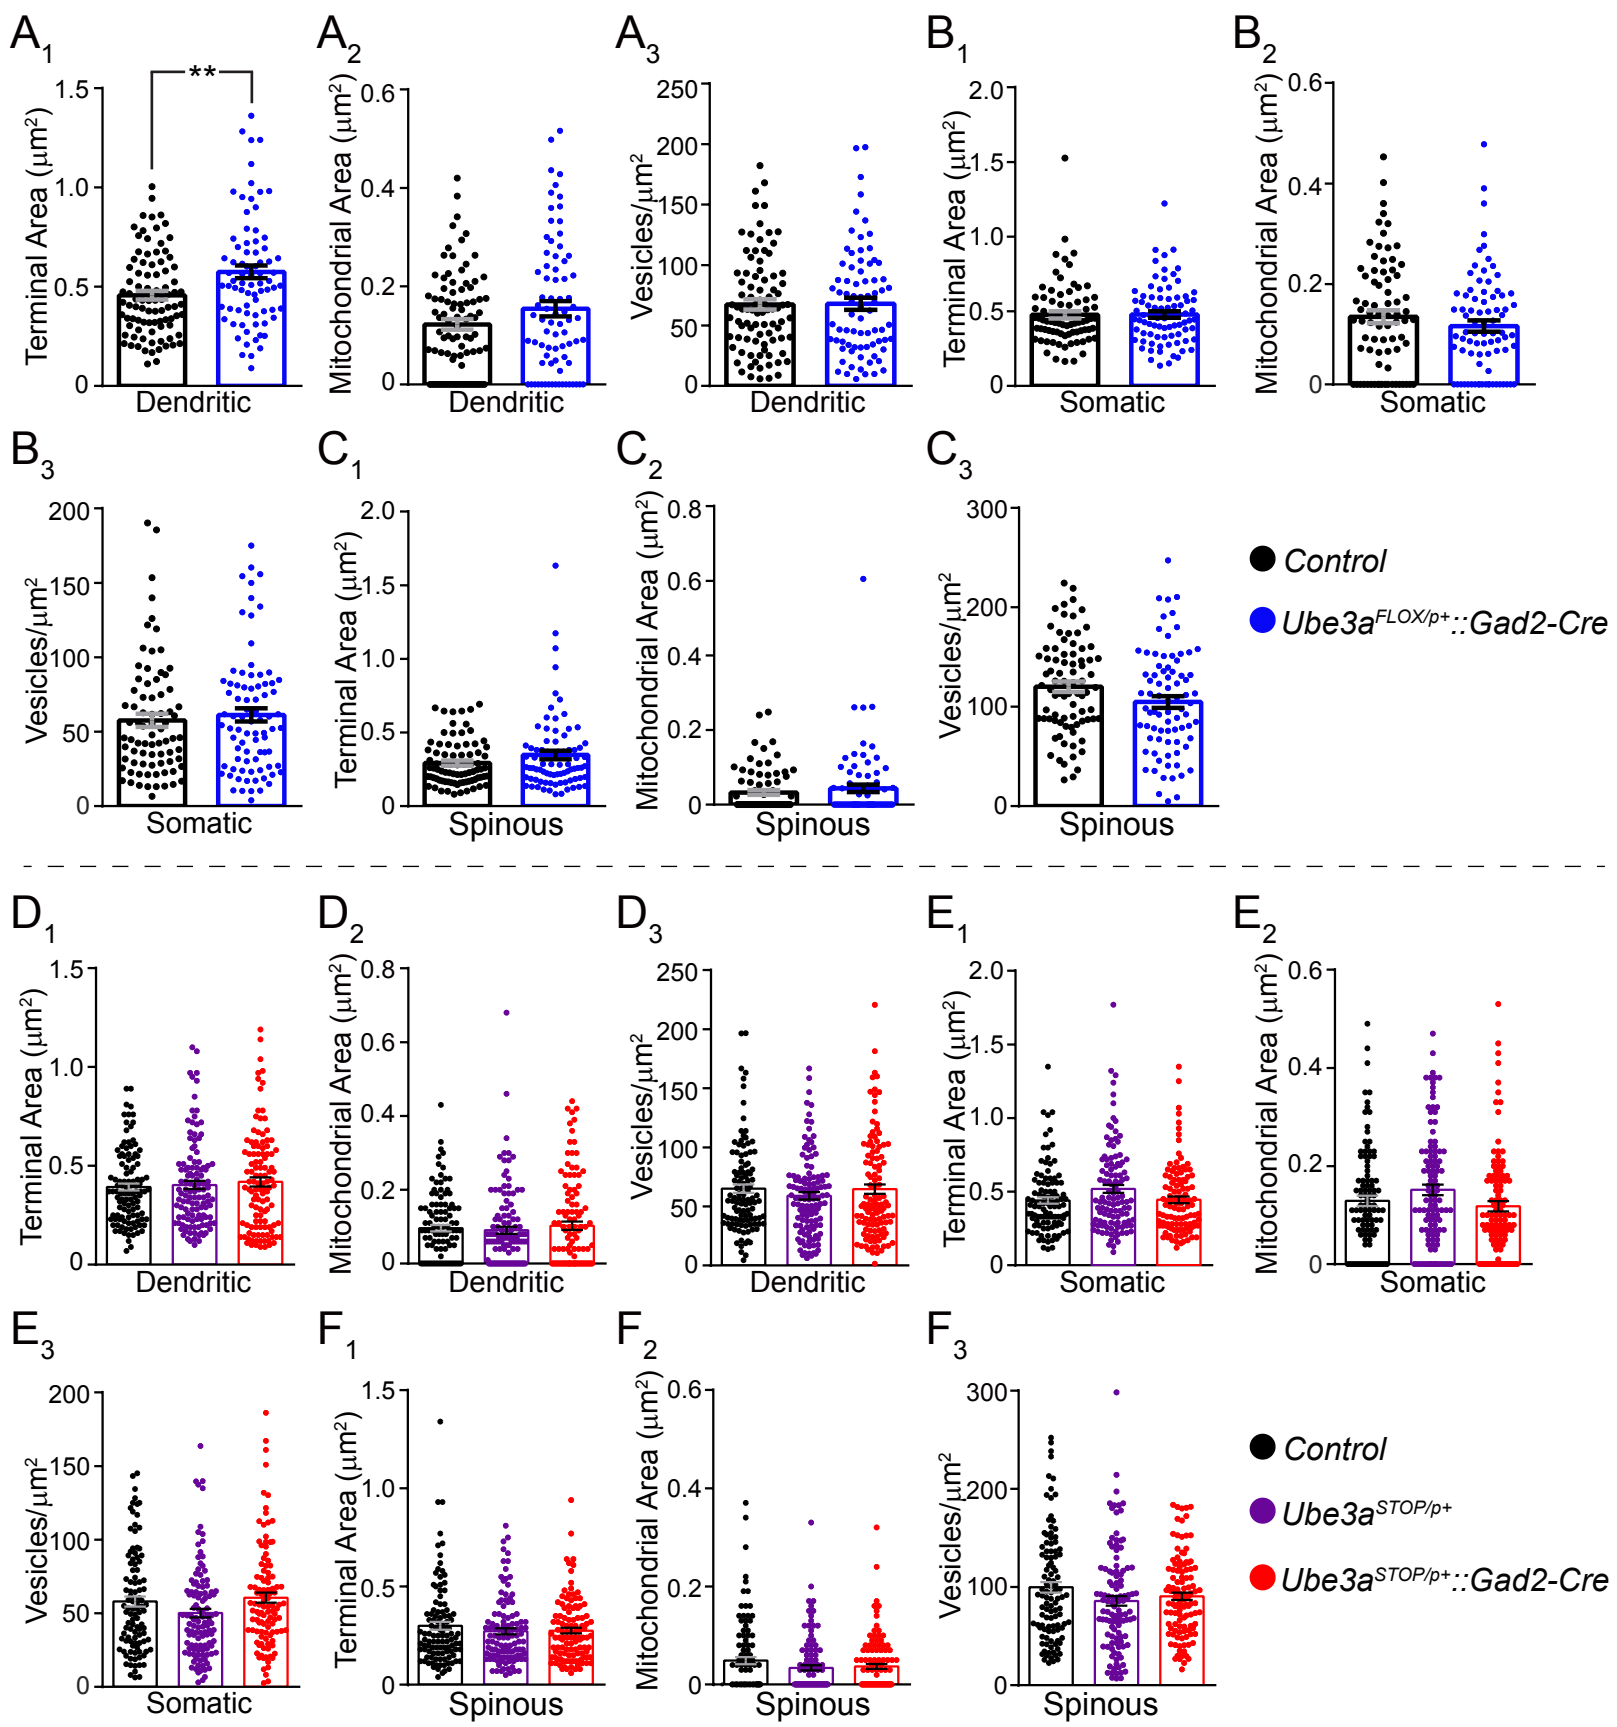 A1 A2 A3 B1 B2
**
Terminal Area (μm²)
1.5
1.0
0.5
0
Dendritic
Mitochondrial Area (μm²)
0.6
0.4
0.2
0
Dendritic
Vesicles/μm²
250
200
150
100
50
0
Dendritic
Terminal Area (μm²)
2.0
1.5
1.0
0.5
0
Somatic
Mitochondrial Area (μm²)
0.6
0.4
0.2
0
Somatic
B3 C1 C2 C3
Vesicles/μm²
200
150
100
50
0
Somatic
Terminal Area (μm²)
2.0
1.5
1.0
0.5
0
Spinous
Mitochondrial Area (μm²)
0.8
0.6
0.4
0.2
0
Spinous
Vesicles/μm²
300
200
100
0
Spinous
Control
Ube3aFLOX/p+::Gad2-Cre
D1 D2 D3 E1 E2
Terminal Area (μm²)
1.5
1.0
0.5
0
Dendritic
Mitochondrial Area (μm²)
0.8
0.6
0.4
0.2
0
Dendritic
Vesicles/μm²
250
200
150
100
50
0
Dendritic
Terminal Area (μm²)
2.0
1.5
1.0
0.5
0
Somatic
Mitochondrial Area (μm²)
0.6
0.4
0.2
0
Somatic
E3 F1 F2 F3
Vesicles/μm²
200
150
100
50
0
Somatic
Terminal Area (μm²)
1.5
1.0
0.5
0
Spinous
Mitochondrial Area (μm²)
0.6
0.4
0.2
0
Spinous
Vesicles/μm²
300
200
100
0
Spinous
Control
Ube3aSTOP/p+
Ube3aSTOP/p+::Gad2-Cre